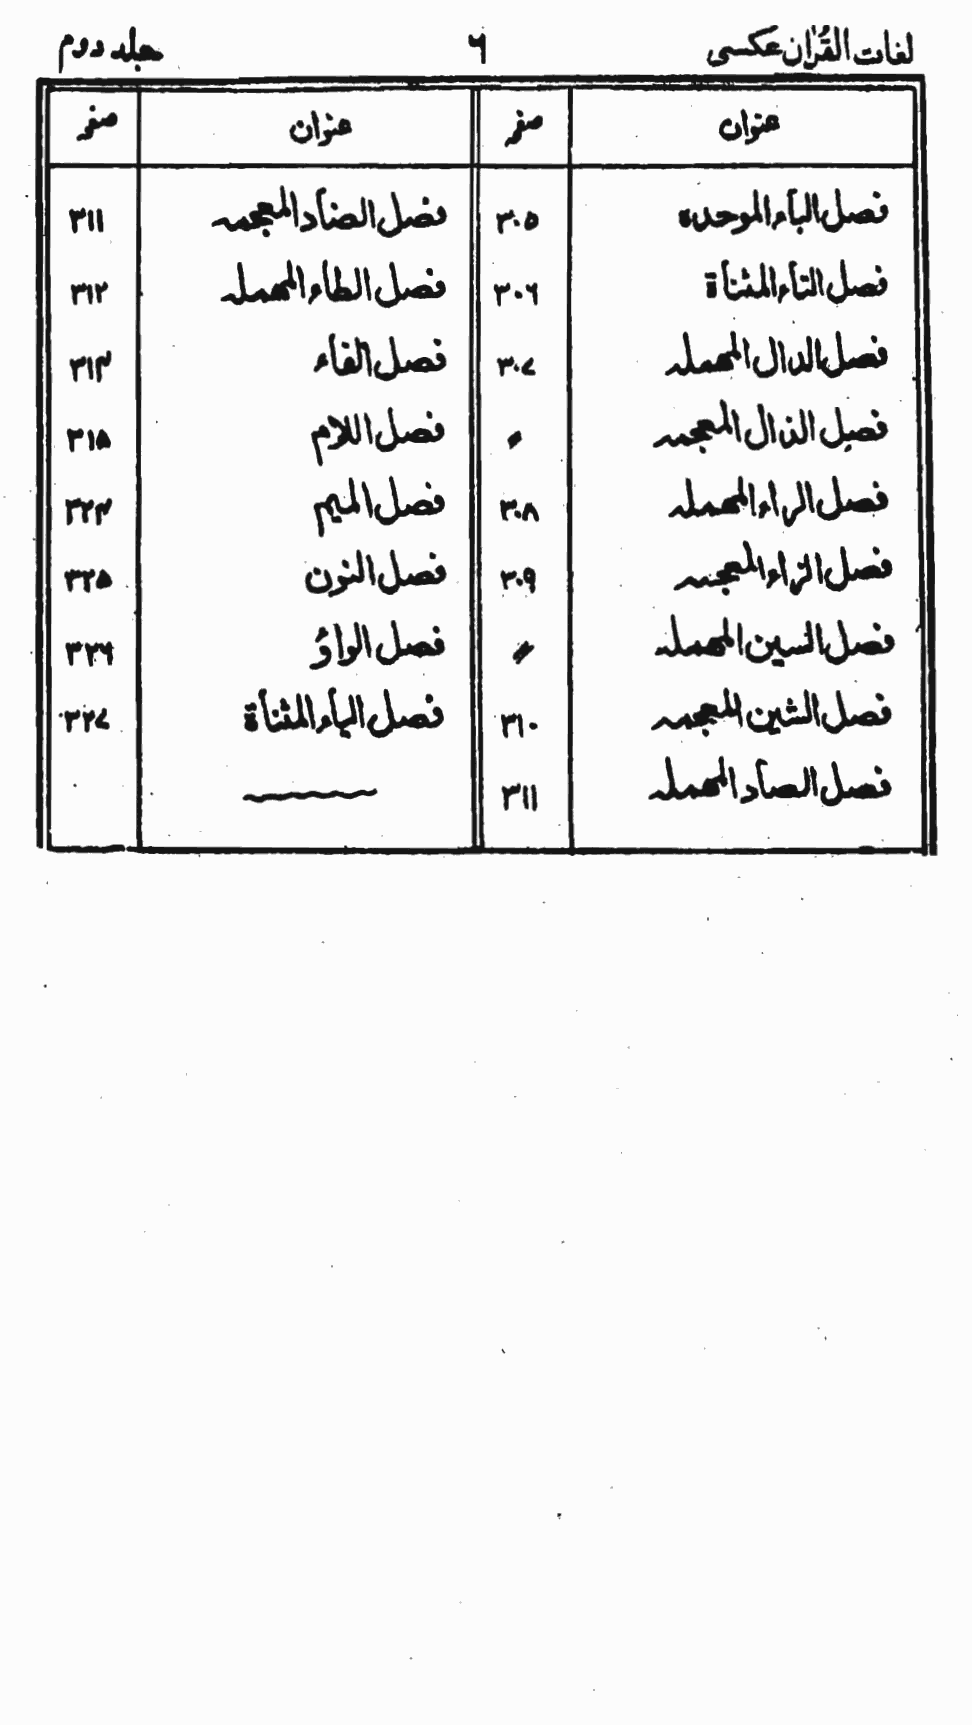 لغات القرآن عکسی ۶ جلد دوم
عنوان صفحہ عنوان صفحہ
فصل الباء الموحدہ ۳۰۵ فصل الضاد المعجمہ ۳۱۱
فصل التاء المثناۃ ۳۰۶ فصل الطاء المہملہ ۳۱۲
فصل الدال المہملہ ۳۰۷ فصل الفاء ۳۱۳
فصل الذال المعجمہ 〃 فصل اللام ۳۱۵
فصل الراء المہملہ ۳۰۸ فصل المیم ۳۲۳
فصل الزاء المعجمہ ۳۰۹ فصل النون ۳۲۵
فصل السین المہملہ 〃 فصل الواؤ ۳۲۶
فصل الشین المعجمہ ۳۱۰ فصل الیاء المثناۃ ۳۲۷
فصل الصاد المہملہ ۳۱۱